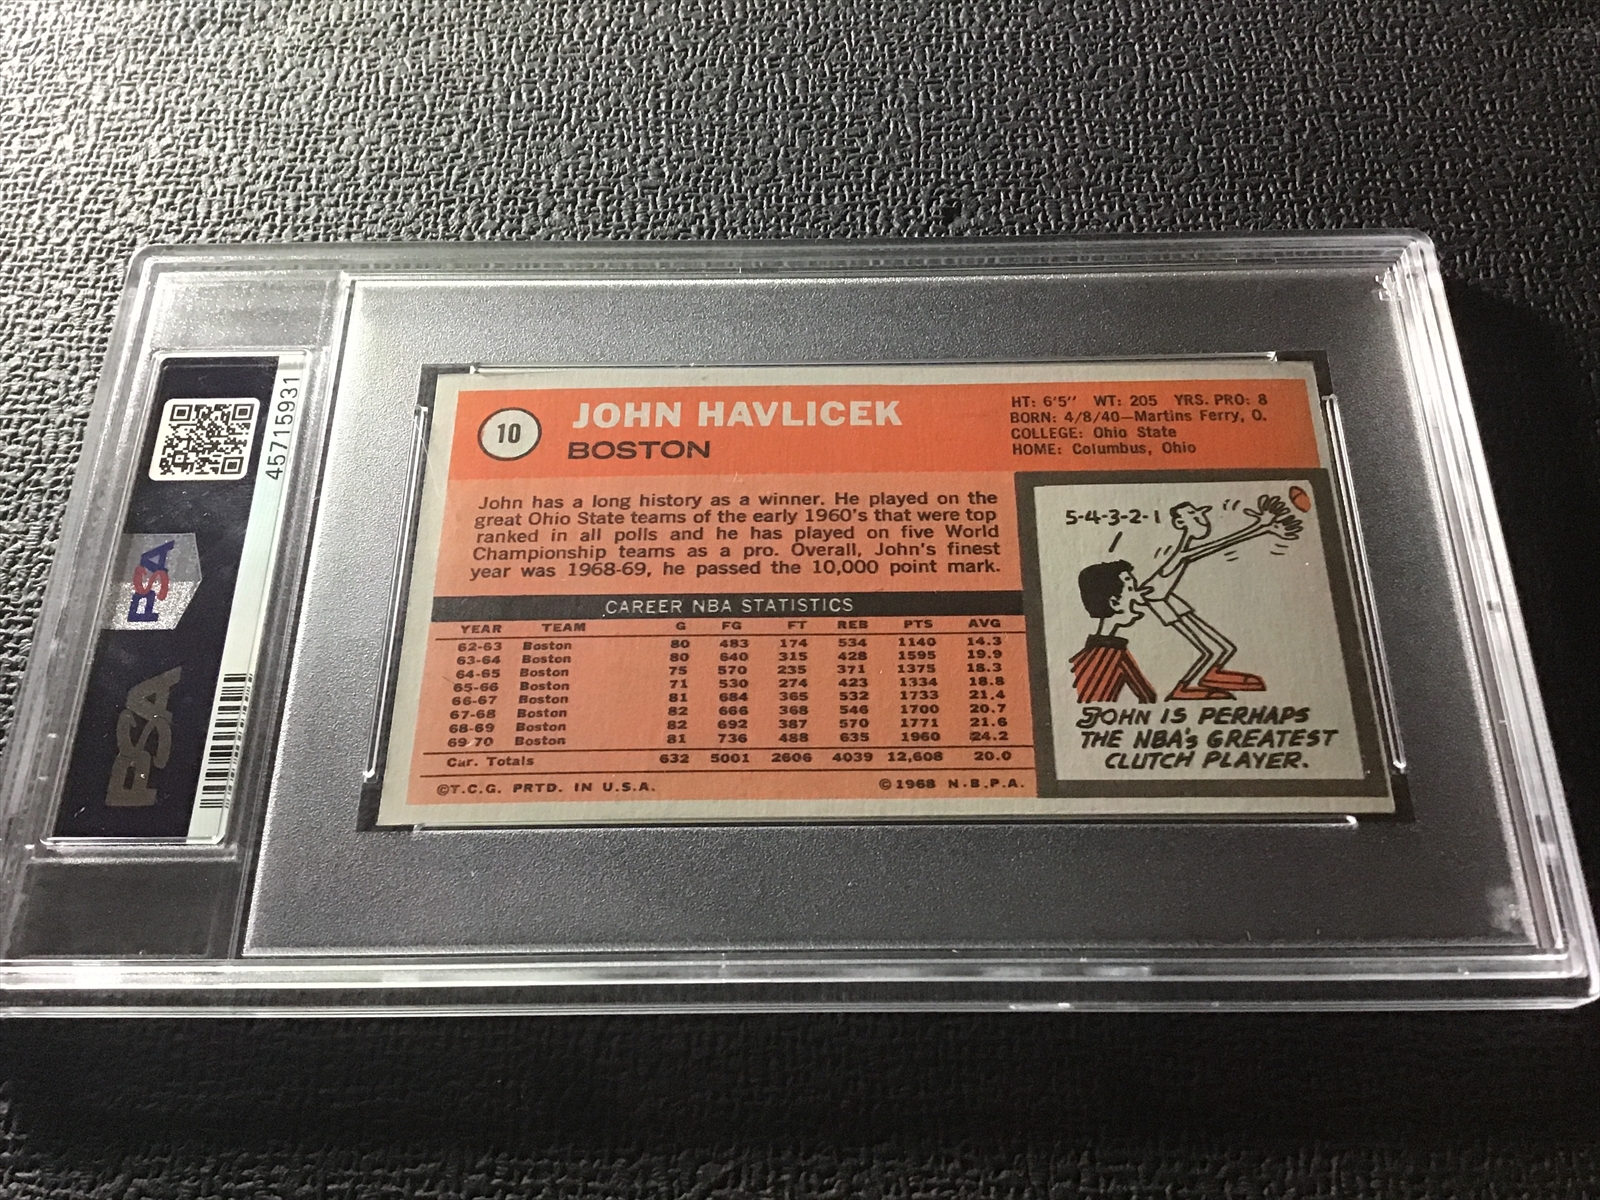 PSA
PSA
45715931
10
JOHN HAVLICEK
BOSTON
HT: 6'5" WT: 205 YRS. PRO: 8
BORN: 4/8/40—Martins Ferry, O.
COLLEGE: Ohio State
HOME: Columbus, Ohio
John has a long history as a winner. He played on the
great Ohio State teams of the early 1960's that were top
ranked in all polls and he has played on five World
Championship teams as a pro. Overall, John's finest
year was 1968-69, he passed the 10,000 point mark.
CAREER NBA STATISTICS
YEAR TEAM G FG FT REB PTS AVG
62-63 Boston 80 483 174 534 1140 14.3
63-64 Boston 80 640 315 428 1595 19.9
64-65 Boston 75 570 235 371 1375 18.3
65-66 Boston 71 530 274 423 1334 18.8
66-67 Boston 81 684 365 532 1733 21.4
67-68 Boston 82 666 368 546 1700 20.7
68-69 Boston 82 692 387 570 1771 21.6
69-70 Boston 81 736 488 635 1960 24.2
Car. Totals 632 5001 2606 4039 12,608 20.0
©T.C.G. PRTD. IN U.S.A. ©1968 N.B.P.A.
5-4-3-2-1
JOHN IS PERHAPS
THE NBA's GREATEST
CLUTCH PLAYER.